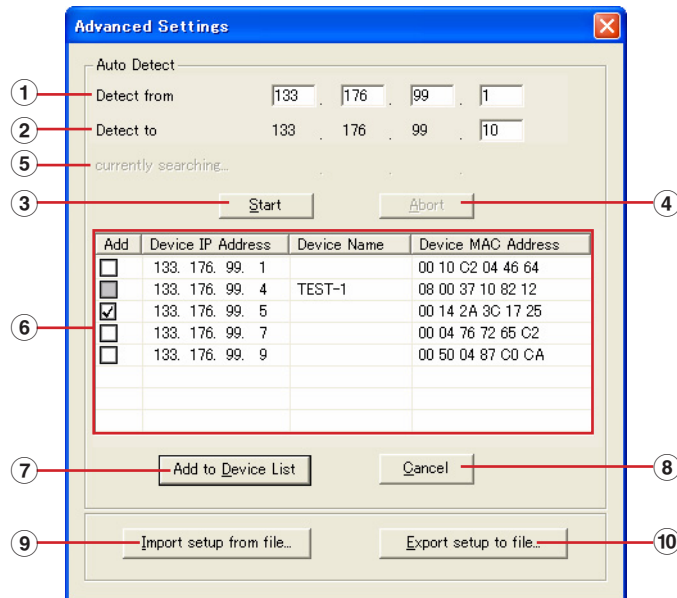 Advanced Settings
Auto Detect
① Detect from 133 . 176 . 99 . 1
② Detect to 133 . 176 . 99 . 10
⑤ currently searching... . . .
③ Start Abort ④
Add Device IP Address Device Name Device MAC Address
133. 176. 99. 1 00 10 C2 04 46 64
133. 176. 99. 4 TEST-1 08 00 37 10 82 12
133. 176. 99. 5 00 14 2A 3C 17 25
⑥ 133. 176. 99. 7 00 04 76 72 65 C2
133. 176. 99. 9 00 50 04 87 C0 CA
⑦ Add to Device List Cancel ⑧
⑨ Import setup from file... Export setup to file... ⑩